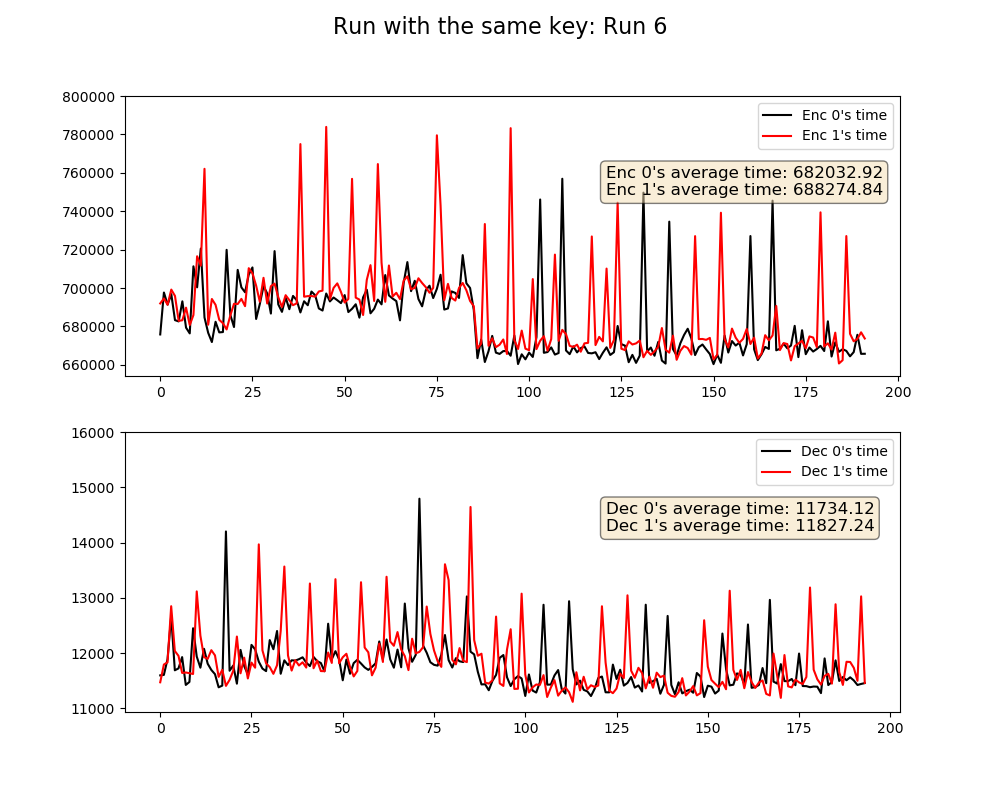 Run with the same key: Run 6
800000
780000
760000
740000
720000
700000
680000
660000
Enc 0's time
Enc 1's time
Enc 0's average time: 682032.92
Enc 1's average time: 688274.84
0 25 50 75 100 125 150 175 200
16000
15000
14000
13000
12000
11000
Dec 0's time
Dec 1's time
Dec 0's average time: 11734.12
Dec 1's average time: 11827.24
0 25 50 75 100 125 150 175 200